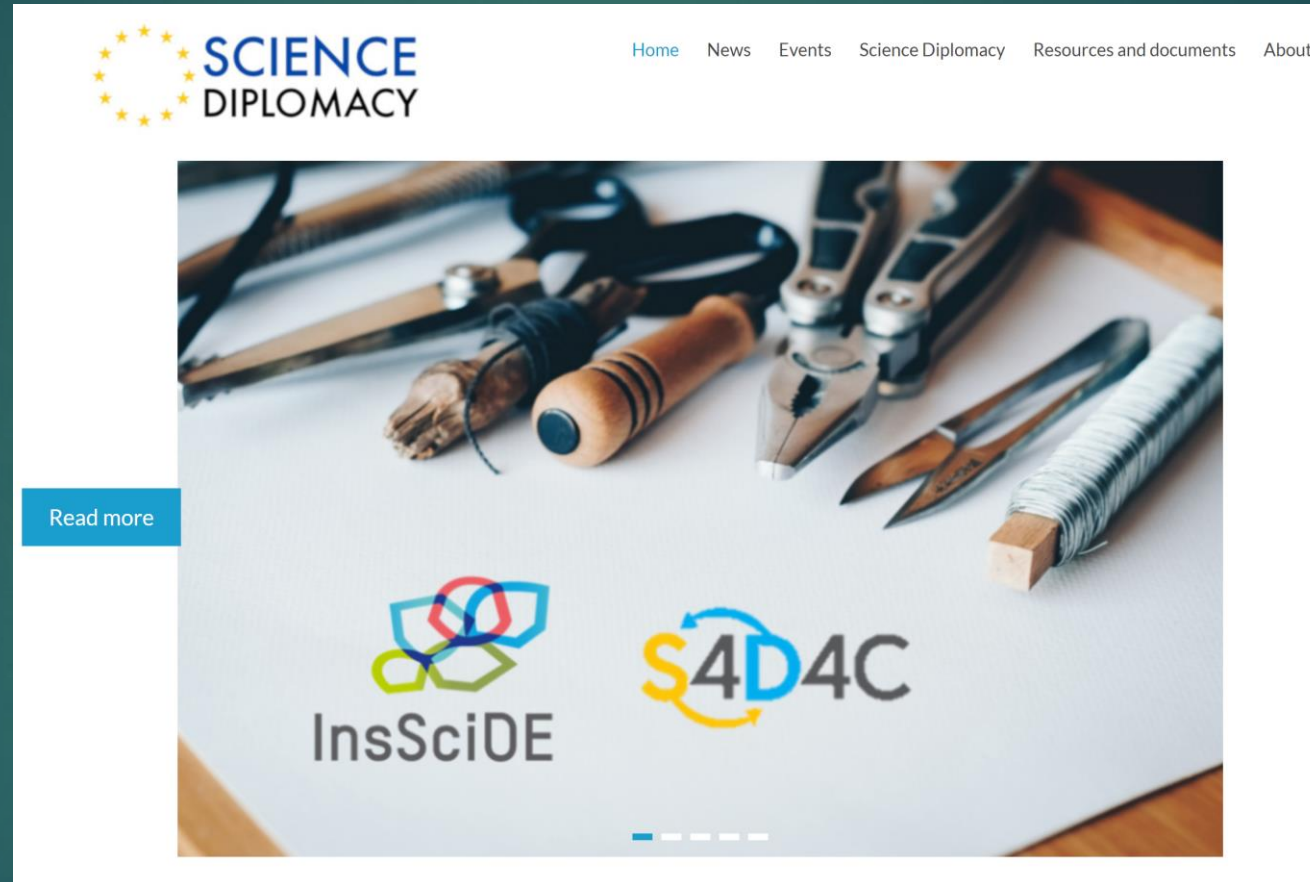 SCIENCE
DIPLOMACY
Home News Events Science Diplomacy Resources and documents About
Read more
InsSciDE
S4D4C